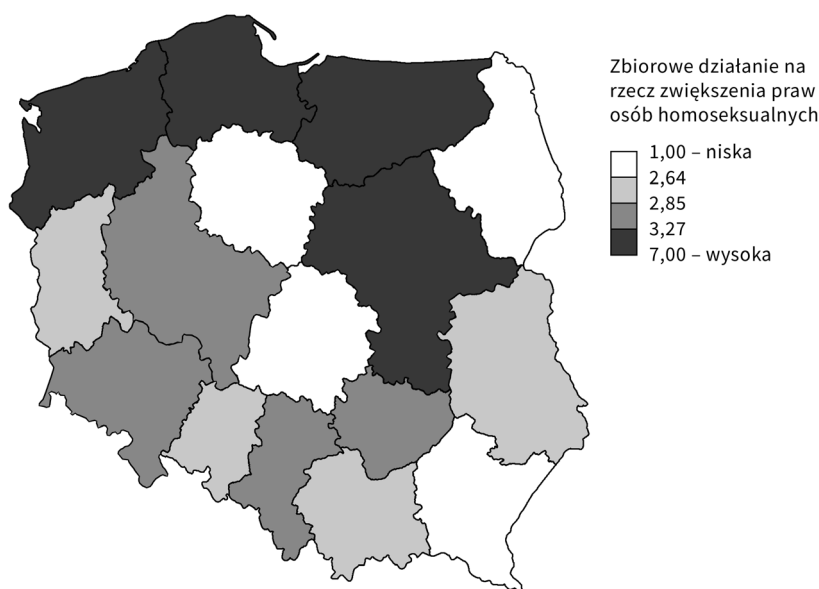 Zbiorowe działanie na
rzecz zwiększenia praw
osób homoseksualnych
1,00 – niska
2,64
2,85
3,27
7,00 – wysoka